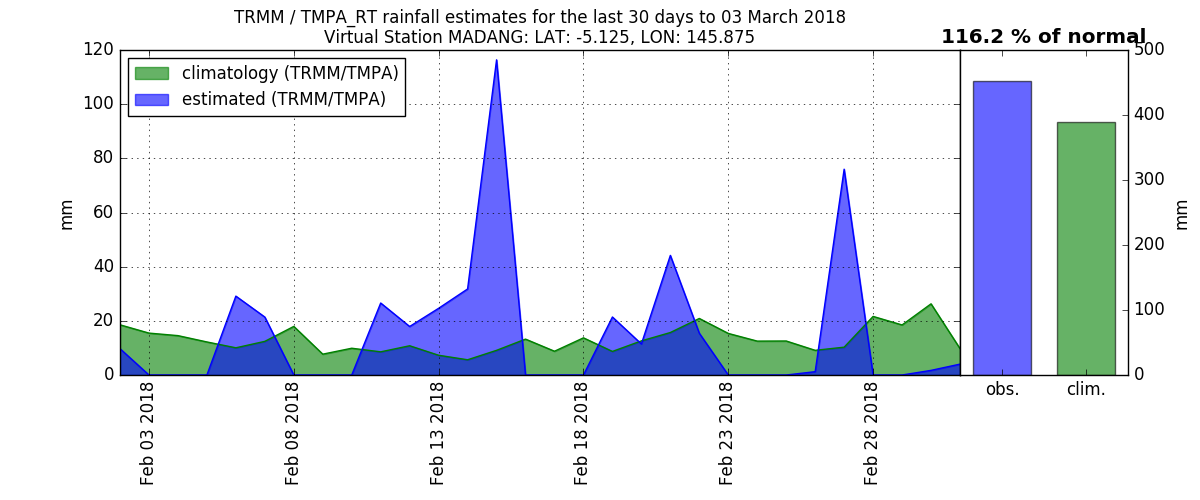 TRMM / TMPA_RT rainfall estimates for the last 30 days to 03 March 2018
Virtual Station MADANG: LAT: -5.125, LON: 145.875
116.2 % of normal
climatology (TRMM/TMPA)
estimated (TRMM/TMPA)
mm
120
100
80
60
40
20
0
Feb 03 2018
Feb 08 2018
Feb 13 2018
Feb 18 2018
Feb 23 2018
Feb 28 2018
500
400
300
200
100
0
mm
obs.
clim.